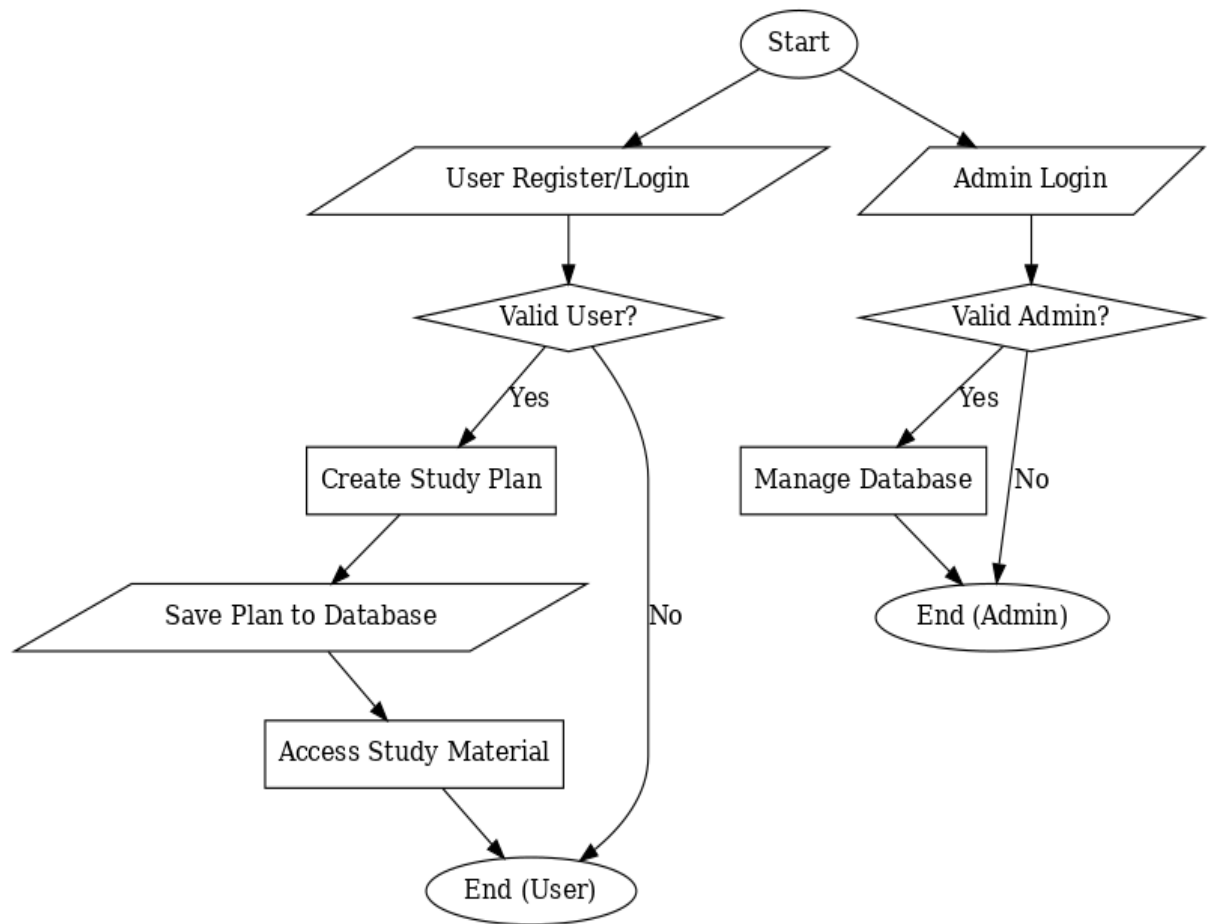 Start
User Register/Login
Admin Login
Valid User?
Valid Admin?
Yes
Yes
Create Study Plan
Manage Database
No
Save Plan to Database
No
End (Admin)
Access Study Material
End (User)